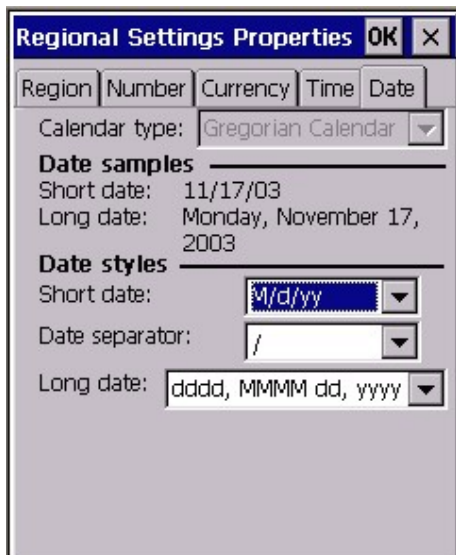 Regional Settings Properties OK ×
Region Number Currency Time Date
Calendar type: Gregorian Calendar
Date samples
Short date: 11/17/03
Long date: Monday, November 17,
2003
Date styles
Short date: M/d/yy
Date separator: /
Long date: dddd, MMMM dd, yyyy